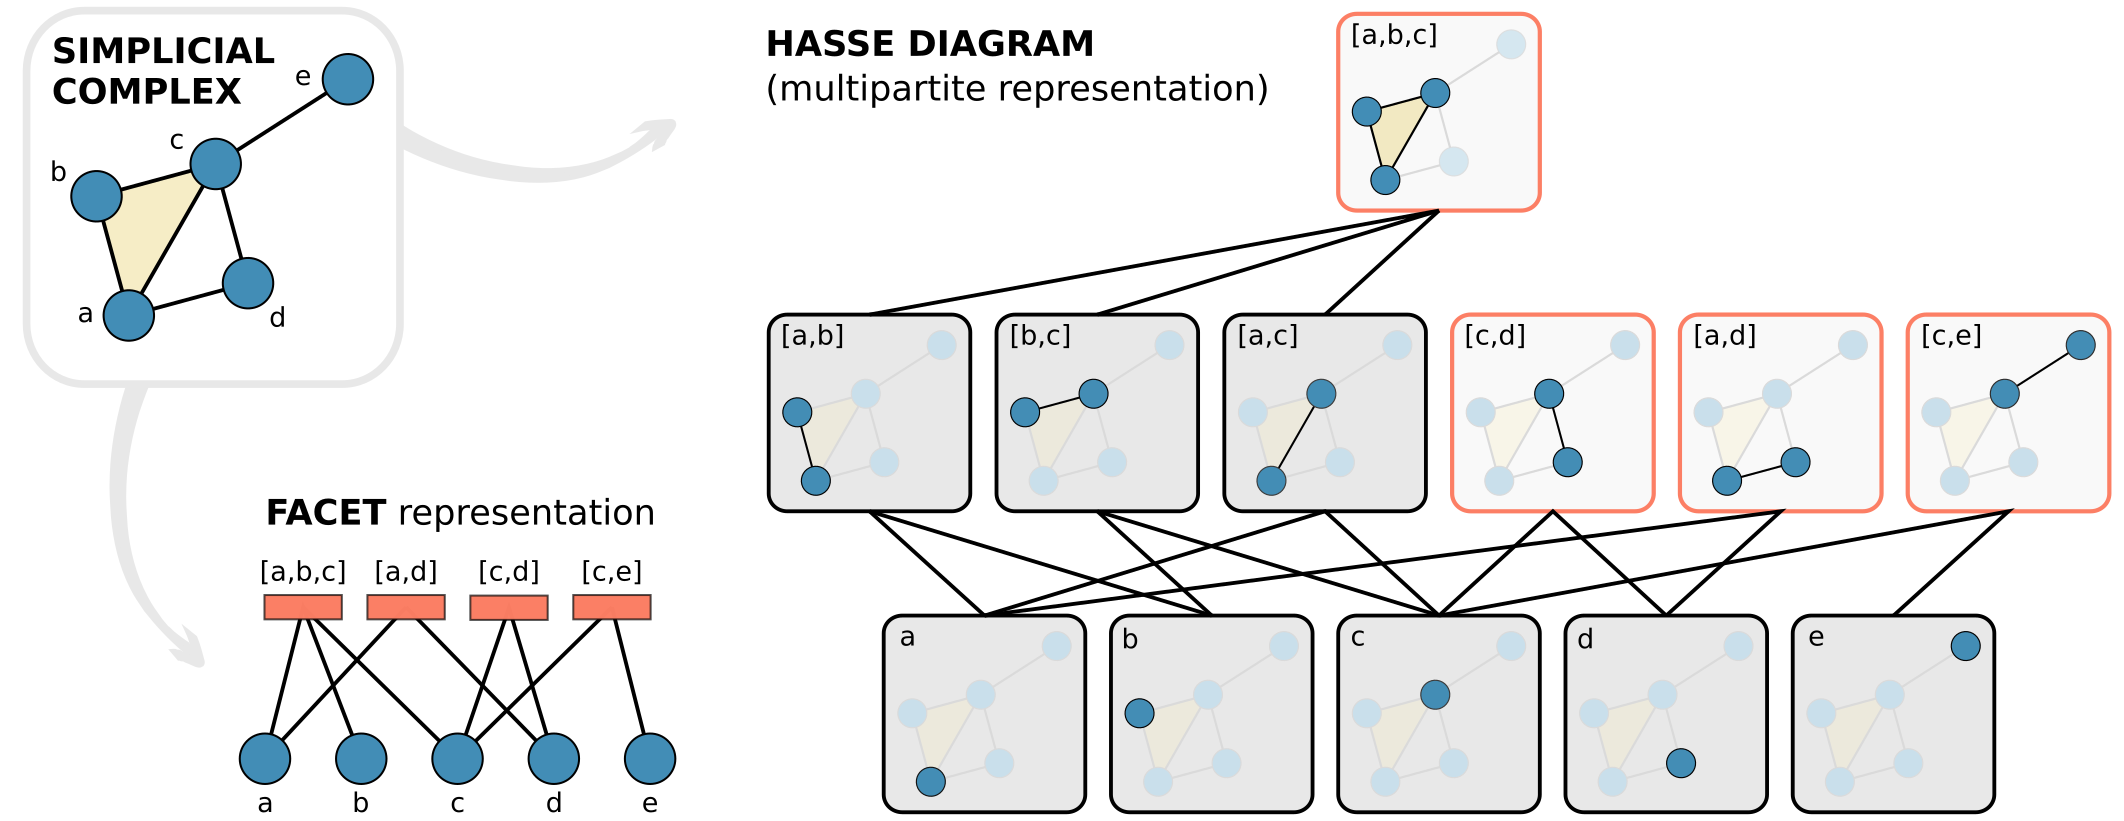 SIMPLICIAL
COMPLEX
e
c
b
a
d
HASSE DIAGRAM
(multipartite representation)
[a,b,c]
[a,b]
[b,c]
[a,c]
[c,d]
[a,d]
[c,e]
a
b
c
d
e
FACET representation
[a,b,c]
[a,d]
[c,d]
[c,e]
a
b
c
d
e